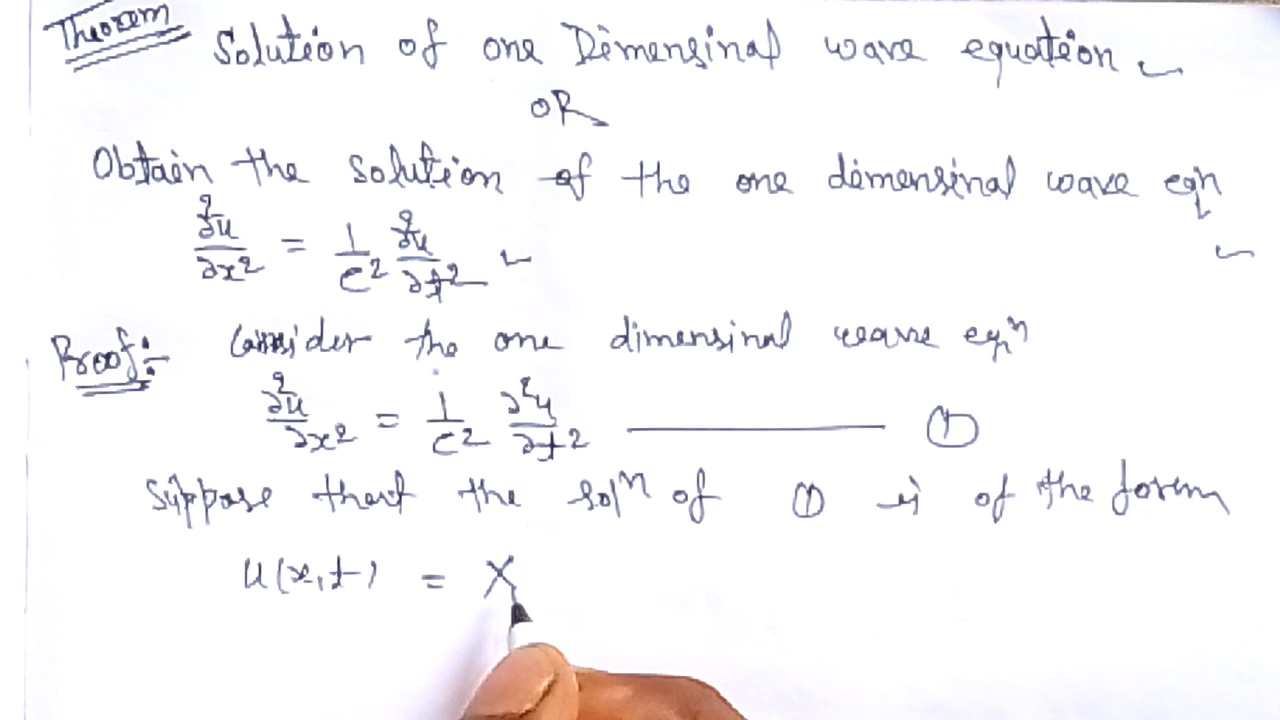 Theorem Solution of one Dimensinal wave equation
OR
Obtain the solution of the one dimensinal wave eqn
∂²u/∂x² = 1/c² ∂²u/∂t²
Proof:- Consider the one dimensinal wave eqⁿ
∂²u/∂x² = 1/c² ∂²u/∂t² ——— ①
Suppose that the solⁿ of ① is of the form
u(x,t) = X